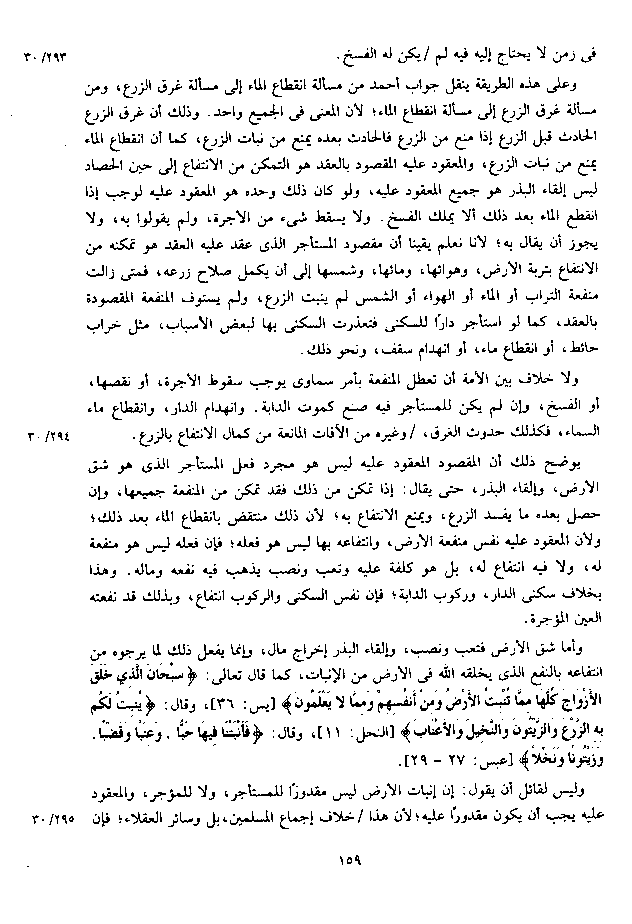 فى زمن لا يحتاج إليه فيه لم / يكن له الفسخ . ٣٠/٢٩٣
وعلى هذه الطريقة ينقل جواب أحمد من مسألة انقطاع الماء إلى مسألة غرق الزرع، ومن
مسألة غرق الزرع إلى مسألة انقطاع الماء؛ لأن المعنى فى الجميع واحد. وذلك أن غرق الزرع
الحادث قبل الزرع إذا منع من الزرع فالحادث بعده يمنع من نبات الزرع، كما أن انقطاع الماء
يمنع من نبات الزرع، والمعقود عليه المقصود بالعقد هو التمكن من الانتفاع إلى حين الحصاد
ليس إلقاء البذر هو جميع المعقود عليه، ولو كان ذلك وحده هو المعقود عليه لوجب إذا
انقطع الماء بعد ذلك ألا يملك الفسخ. ولا يسقط شىء من الأجرة، ولم يقولوا به، ولا
يجوز أن يقال به؛ لأنا نعلم يقينا أن مقصود المستأجر الذى عقد عليه العقد هو تمكنه من
الانتفاع بتربة الأرض، وهوائها، ومائها، وشمسها إلى أن يكمل صلاح زرعه، فمتى زالت
منفعة التراب أو الماء أو الهواء أو الشمس لم ينبت الزرع، ولم يستوف المنفعة المقصودة
بالعقد، كما لو استأجر دارًا للسكنى فتعذرت السكنى بها لبعض الأسباب، مثل خراب
حائط، أو انقطاع ماء، أو انهدام سقف، ونحو ذلك.
ولا خلاف بين الأمة أن تعطل المنفعة بأمر سماوى يوجب سقوط الأجرة، أو نقصها،
أو الفسخ، وإن لم يكن للمستأجر فيه صنع كموت الدابة. وانهدام الدار، وانقطاع ماء
السماء، فكذلك حدوث الغرق، / وغيره من الآفات المانعة من كمال الانتفاع بالزرع. ٣٠/٢٩٤
يوضح ذلك أن المقصود المعقود عليه ليس هو مجرد فعل المستأجر الذى هو شق
الأرض، وإلقاء البذر، حتى يقال: إذا تمكن من ذلك فقد تمكن من المنفعة جميعها، وإن
حصل بعده ما يفسد الزرع، ويمنع الانتفاع به؛ لأن ذلك منتقض بانقطاع الماء بعد ذلك؛
ولأن المعقود عليه نفس منفعة الأرض، وانتفاعه بها ليس هو فعله؛ فإن فعله ليس هو منفعة
له، ولا فيه انتفاع له، بل هو كلفة عليه وتعب ونصب يذهب فيه نفعه وماله. وهذا
بخلاف سكنى الدار، وركوب الدابة؛ فإن نفس السكنى والركوب انتفاع، وبذلك قد نفعته
العين المؤجرة.
وأما شق الأرض فتعب ونصب، وإلقاء البذر إخراج مال، وإنما يفعل ذلك لما يرجوه من
انتفاعه بالنفع الذى يخلقه الله فى الأرض من الإنبات، كما قال تعالى: ﴿ سُبْحَانَ الَّذِي خَلَقَ
الأَزْوَاجَ كُلَّهَا مِمَّا تُنْبِتُ الأَرْضُ وَمِنْ أَنفُسِهِمْ وَمِمَّا لا يَعْلَمُونَ ﴾ [يس: ٣٦]، وقال: ﴿ يُنبِتُ لَكُم
بِهِ الزَّرْعَ وَالزَّيْتُونَ وَالنَّخِيلَ وَالأَعْنَابَ ﴾ [النحل: ١١]، وقال: ﴿ فَأَنْبَتْنَا فِيهَا حَبًّا . وَعِنَبًا وَقَضْبًا .
وَزَيْتُونًا وَنَخْلاً ﴾ [عبس: ٢٧ – ٢٩].
وليس لقائل أن يقول: إن إنبات الأرض ليس مقدورًا للمستأجر، ولا للمؤجر، والمعقود
عليه يجب أن يكون مقدورًا عليه؛ لأن هذا / خلاف إجماع المسلمين، بل وسائر العقلاء؛ فإن ٣٠/٢٩٥
١٥٩